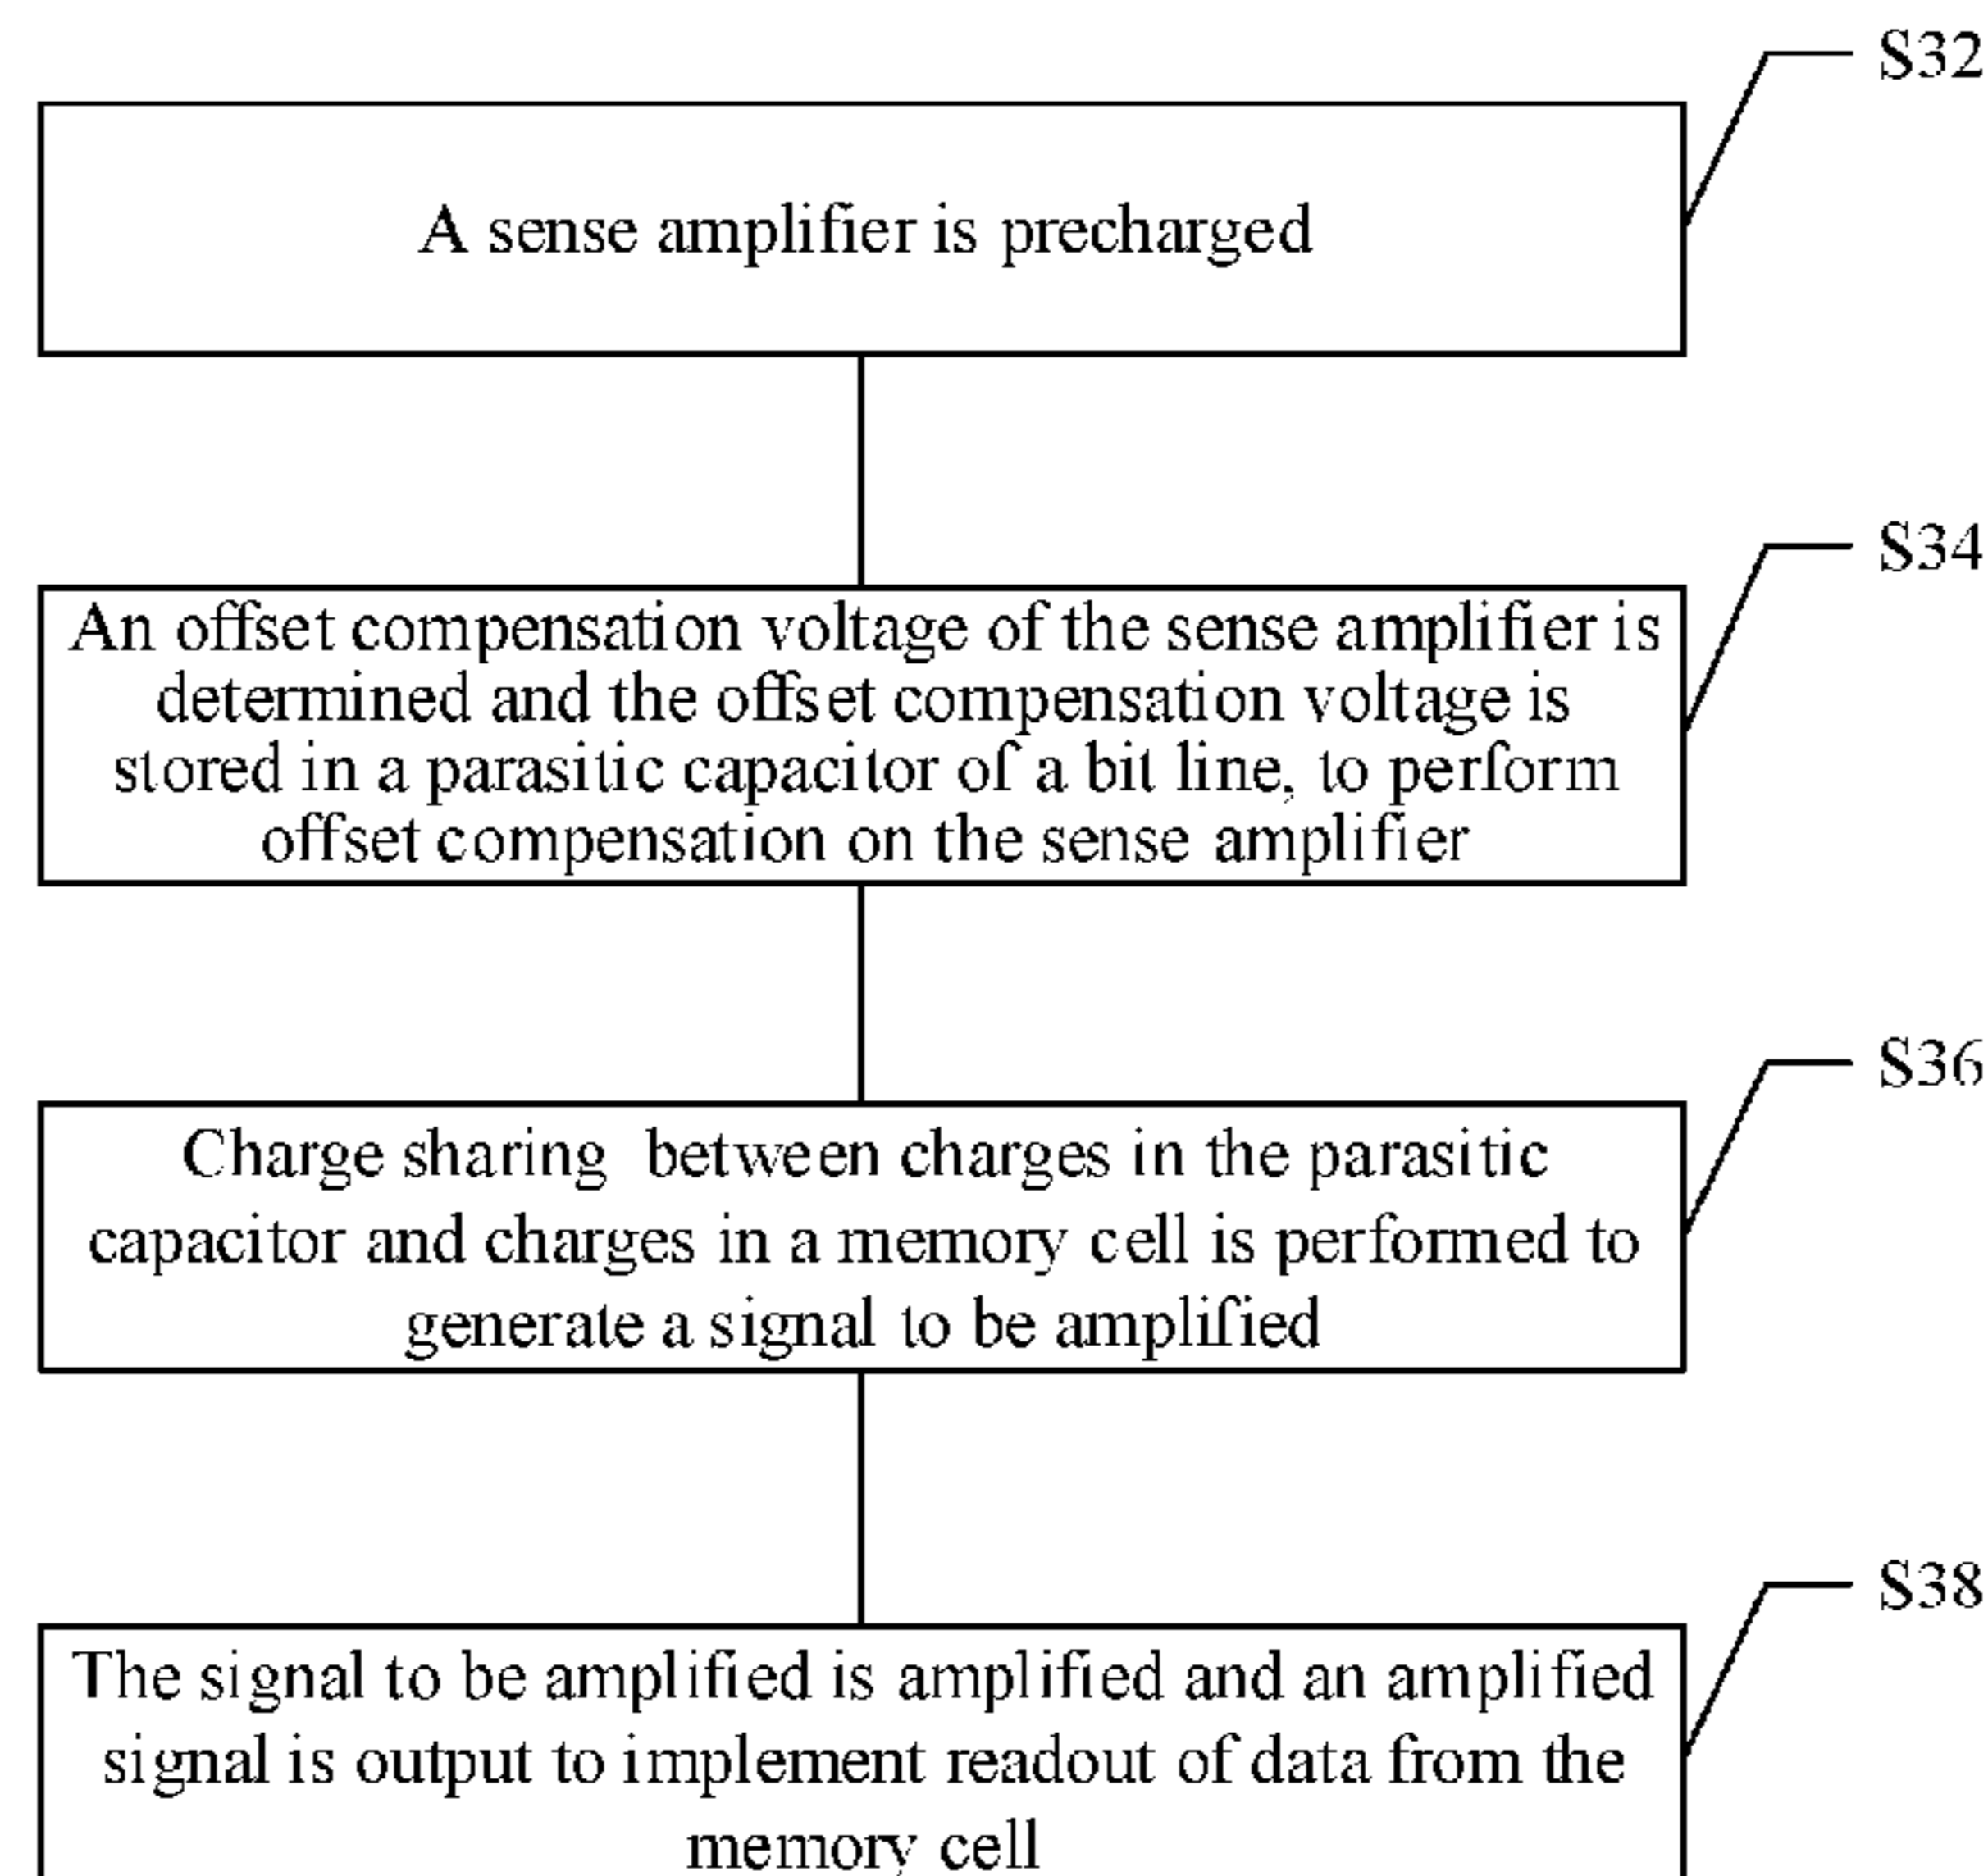 S32
A sense amplifier is precharged
S34
An offset compensation voltage of the sense amplifier is
determined and the offset compensation voltage is
stored in a parasitic capacitor of a bit line, to perform
offset compensation on the sense amplifier
S36
Charge sharing between charges in the parasitic
capacitor and charges in a memory cell is performed to
generate a signal to be amplified
S38
The signal to be amplified is amplified and an amplified
signal is output to implement readout of data from the
memory cell